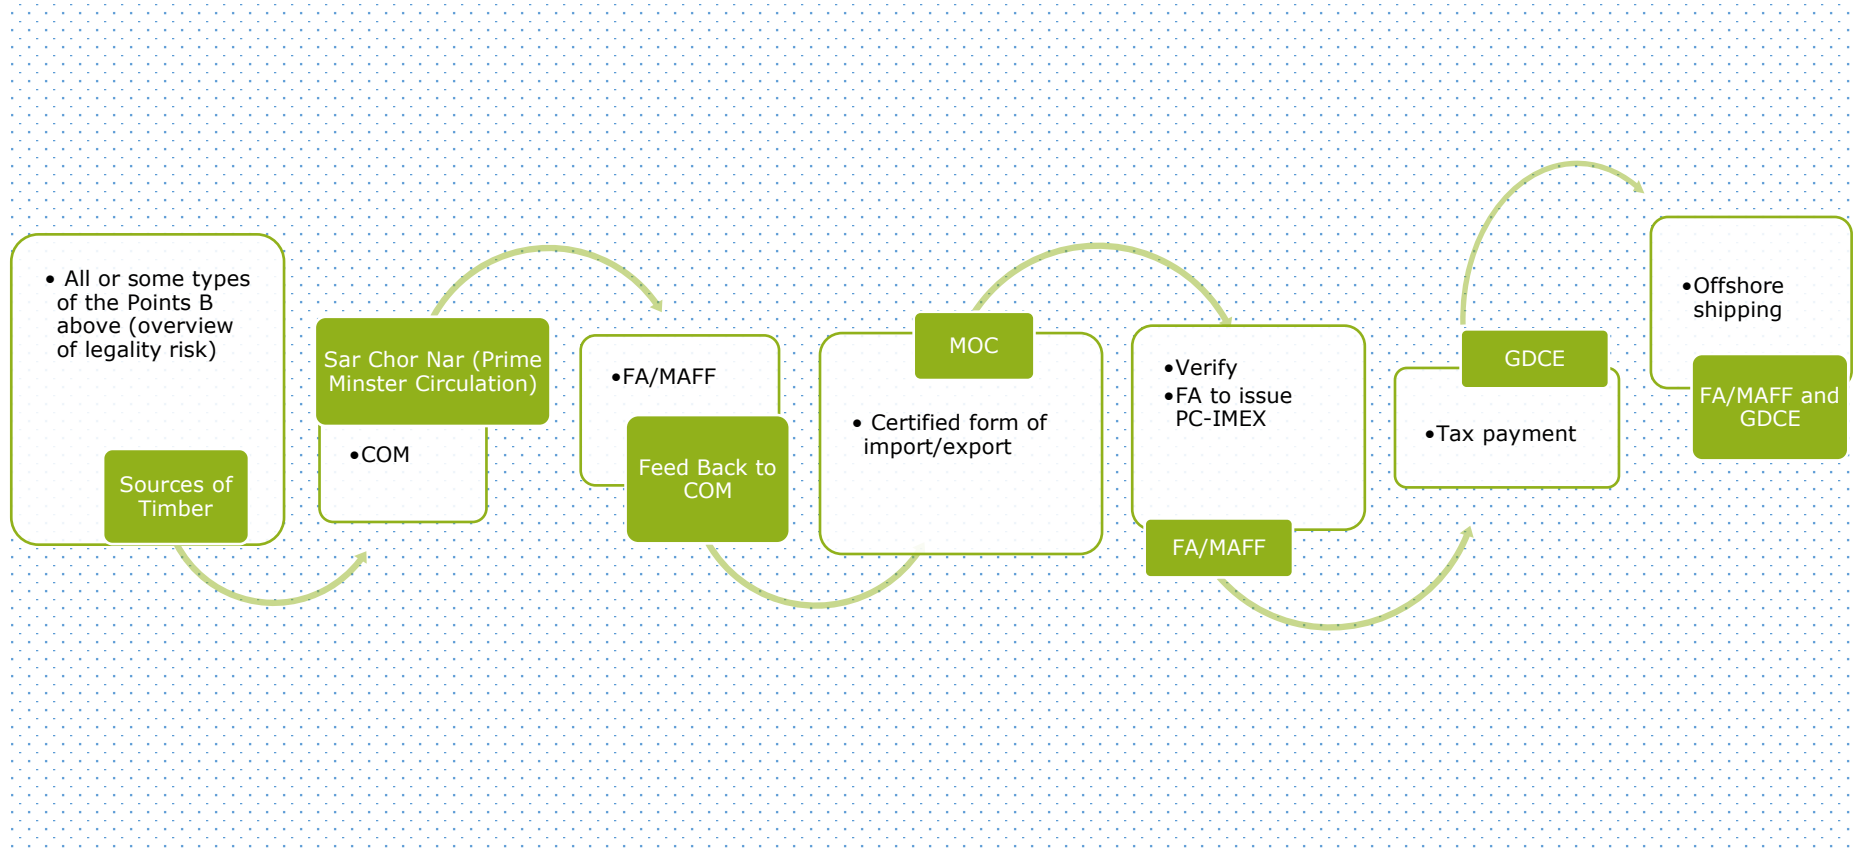 • All or some types
of the Points B
above (overview
of legality risk)
Sources of
Timber
Sar Chor Nar (Prime
Minster Circulation)
•COM
•FA/MAFF
Feed Back to
COM
MOC
• Certified form of
import/export
•Verify
•FA to issue
PC-IMEX
FA/MAFF
GDCE
•Tax payment
•Offshore
shipping
FA/MAFF and
GDCE